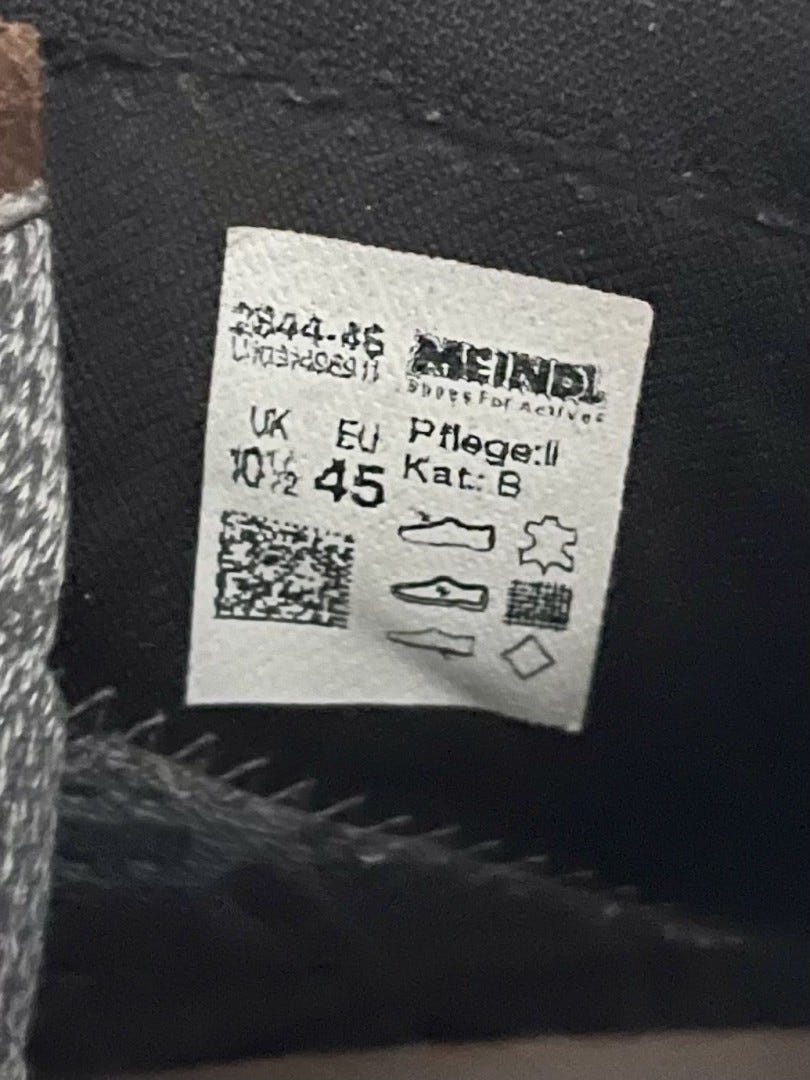 MEINDL
Shoes For Actives
UK EU
10½ 45
Pflege:II
Kat.: B